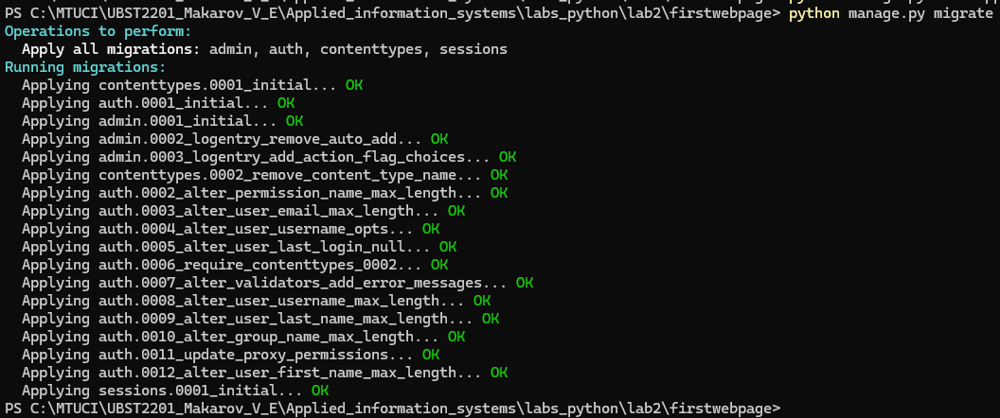 PS C:\MTUCI\UBST2201_Makarov_V_E\Applied_information_systems\labs_python\lab2\firstwebpage> python manage.py migrate
Operations to perform:
  Apply all migrations: admin, auth, contenttypes, sessions
Running migrations:
  Applying contenttypes.0001_initial... OK
  Applying auth.0001_initial... OK
  Applying admin.0001_initial... OK
  Applying admin.0002_logentry_remove_auto_add... OK
  Applying admin.0003_logentry_add_action_flag_choices... OK
  Applying contenttypes.0002_remove_content_type_name... OK
  Applying auth.0002_alter_permission_name_max_length... OK
  Applying auth.0003_alter_user_email_max_length... OK
  Applying auth.0004_alter_user_username_opts... OK
  Applying auth.0005_alter_user_last_login_null... OK
  Applying auth.0006_require_contenttypes_0002... OK
  Applying auth.0007_alter_validators_add_error_messages... OK
  Applying auth.0008_alter_user_username_max_length... OK
  Applying auth.0009_alter_user_last_name_max_length... OK
  Applying auth.0010_alter_group_name_max_length... OK
  Applying auth.0011_update_proxy_permissions... OK
  Applying auth.0012_alter_user_first_name_max_length... OK
  Applying sessions.0001_initial... OK
PS C:\MTUCI\UBST2201_Makarov_V_E\Applied_information_systems\labs_python\lab2\firstwebpage>